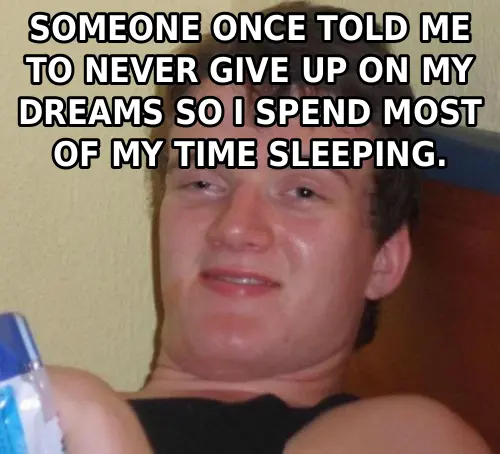 SOMEONE ONCE TOLD ME
TO NEVER GIVE UP ON MY
DREAMS SO I SPEND MOST
OF MY TIME SLEEPING.